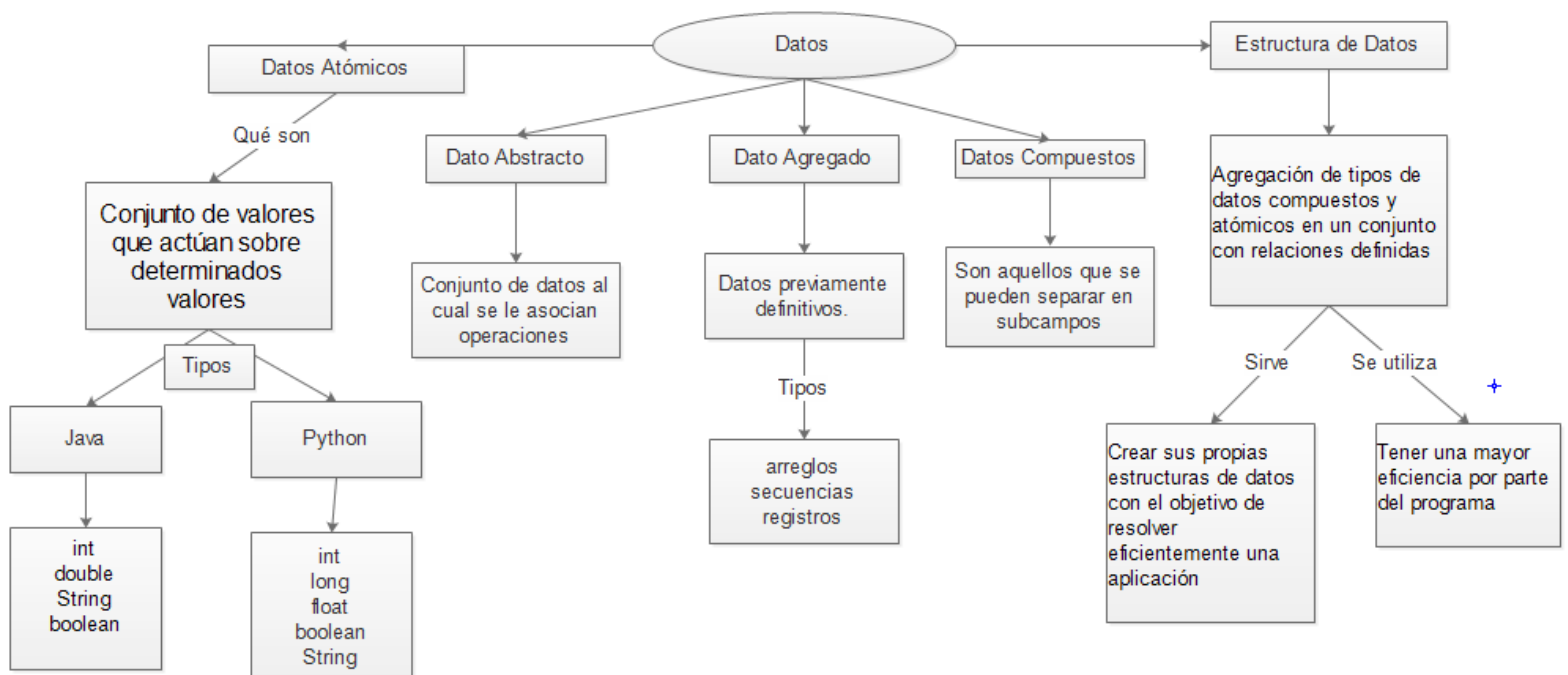 Datos
Datos Atómicos
Estructura de Datos
Qué son
Dato Abstracto
Dato Agregado
Datos Compuestos
Conjunto de valores
que actúan sobre
determinados
valores
Conjunto de datos al
cual se le asocian
operaciones
Datos previamente
definitivos.
Son aquellos que se
pueden separar en
subcampos
Agregación de tipos de
datos compuestos y
atómicos en un conjunto
con relaciones definidas
Tipos
Java
Python
int
double
String
boolean
int
long
float
boolean
String
Tipos
arreglos
secuencias
registros
Sirve
Se utiliza
Crear sus propias
estructuras de datos
con el objetivo de
resolver
eficientemente una
aplicación
Tener una mayor
eficiencia por parte
del programa